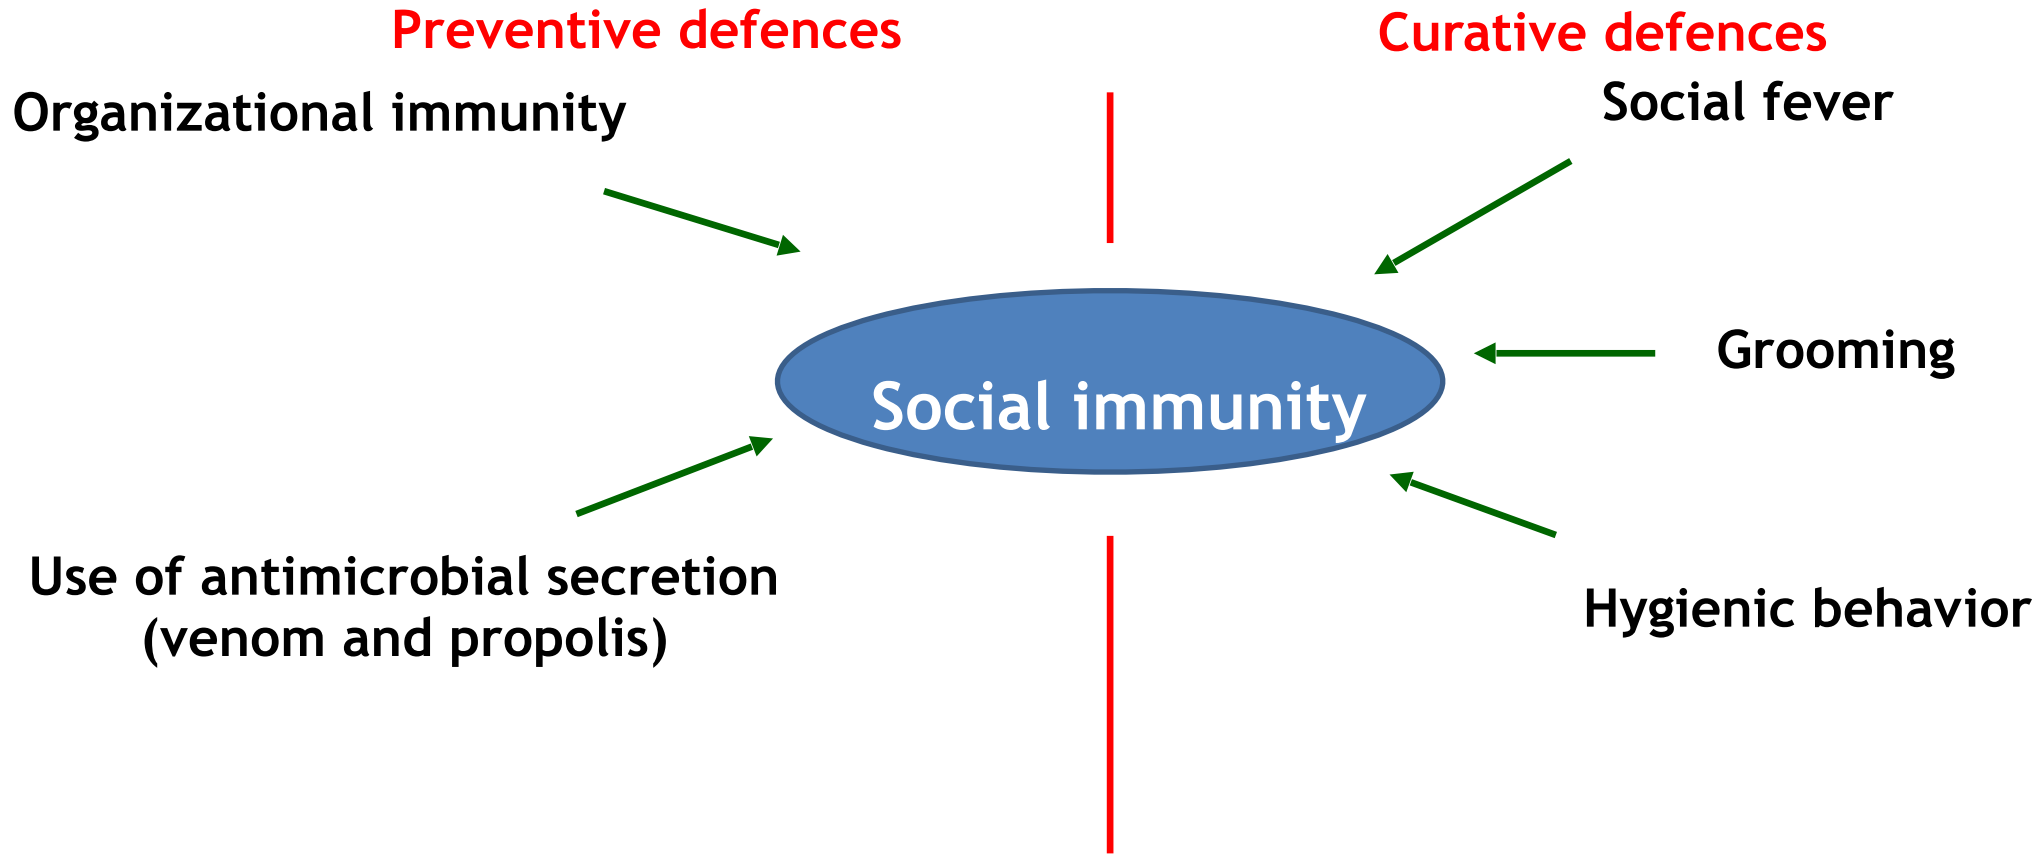 Preventive defences
Curative defences
Organizational immunity
Social fever
Grooming
Social immunity
Use of antimicrobial secretion
(venom and propolis)
Hygienic behavior